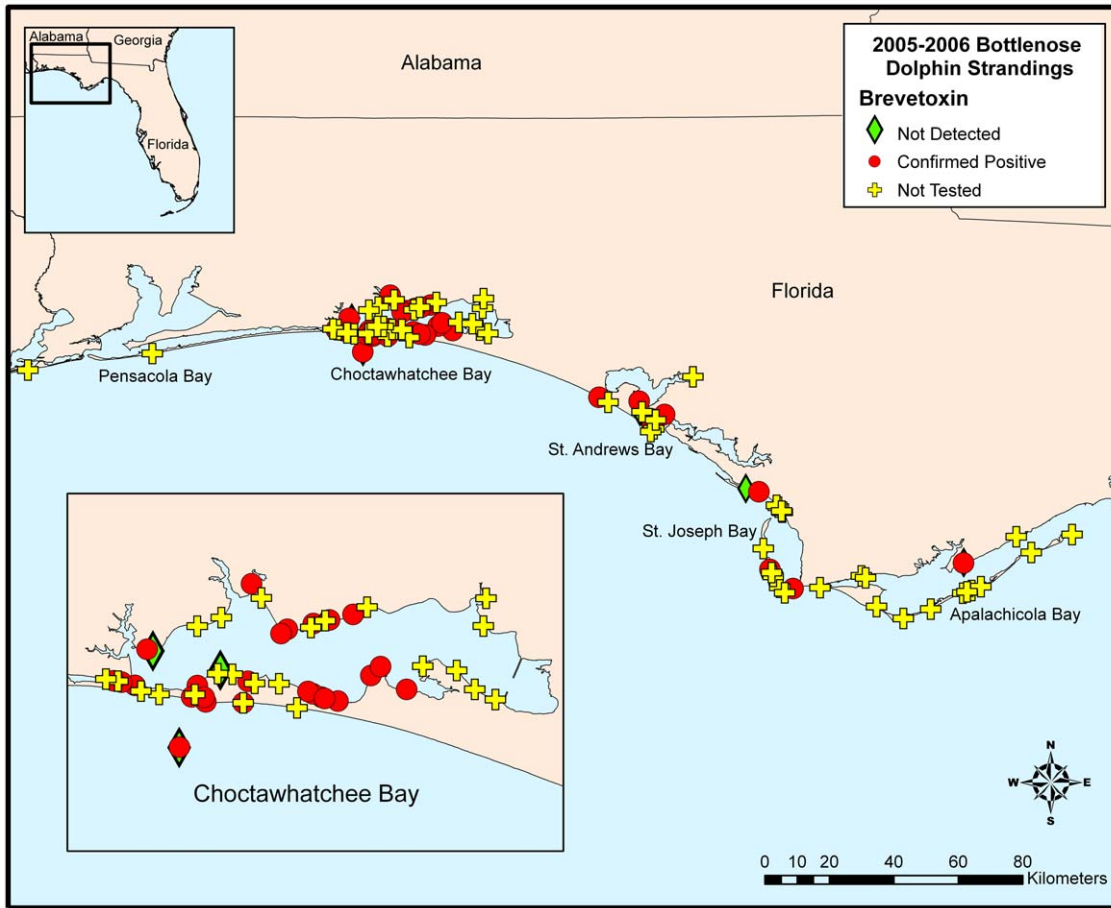 Alabama
Georgia
Florida
Alabama
2005-2006 Bottlenose
Dolphin Strandings
Brevetoxin
Not Detected
Confirmed Positive
Not Tested
Florida
Pensacola Bay
Choctawhatchee Bay
St. Andrews Bay
St. Joseph Bay
Apalachicola Bay
Choctawhatchee Bay
N
W
E
S
0 5 10 20 40 60 80
Kilometers